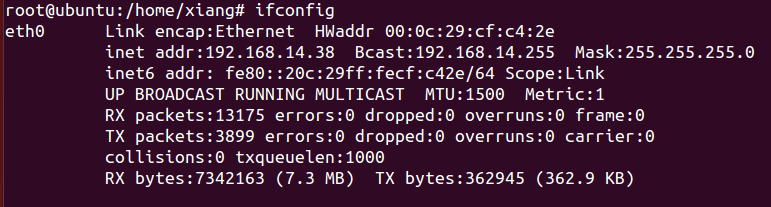 root@ubuntu:/home/xiang# ifconfig
eth0      Link encap:Ethernet  HWaddr 00:0c:29:cf:c4:2e
          inet addr:192.168.14.38  Bcast:192.168.14.255  Mask:255.255.255.0
          inet6 addr: fe80::20c:29ff:fecf:c42e/64 Scope:Link
          UP BROADCAST RUNNING MULTICAST  MTU:1500  Metric:1
          RX packets:13175 errors:0 dropped:0 overruns:0 frame:0
          TX packets:3899 errors:0 dropped:0 overruns:0 carrier:0
          collisions:0 txqueuelen:1000
          RX bytes:7342163 (7.3 MB)  TX bytes:362945 (362.9 KB)